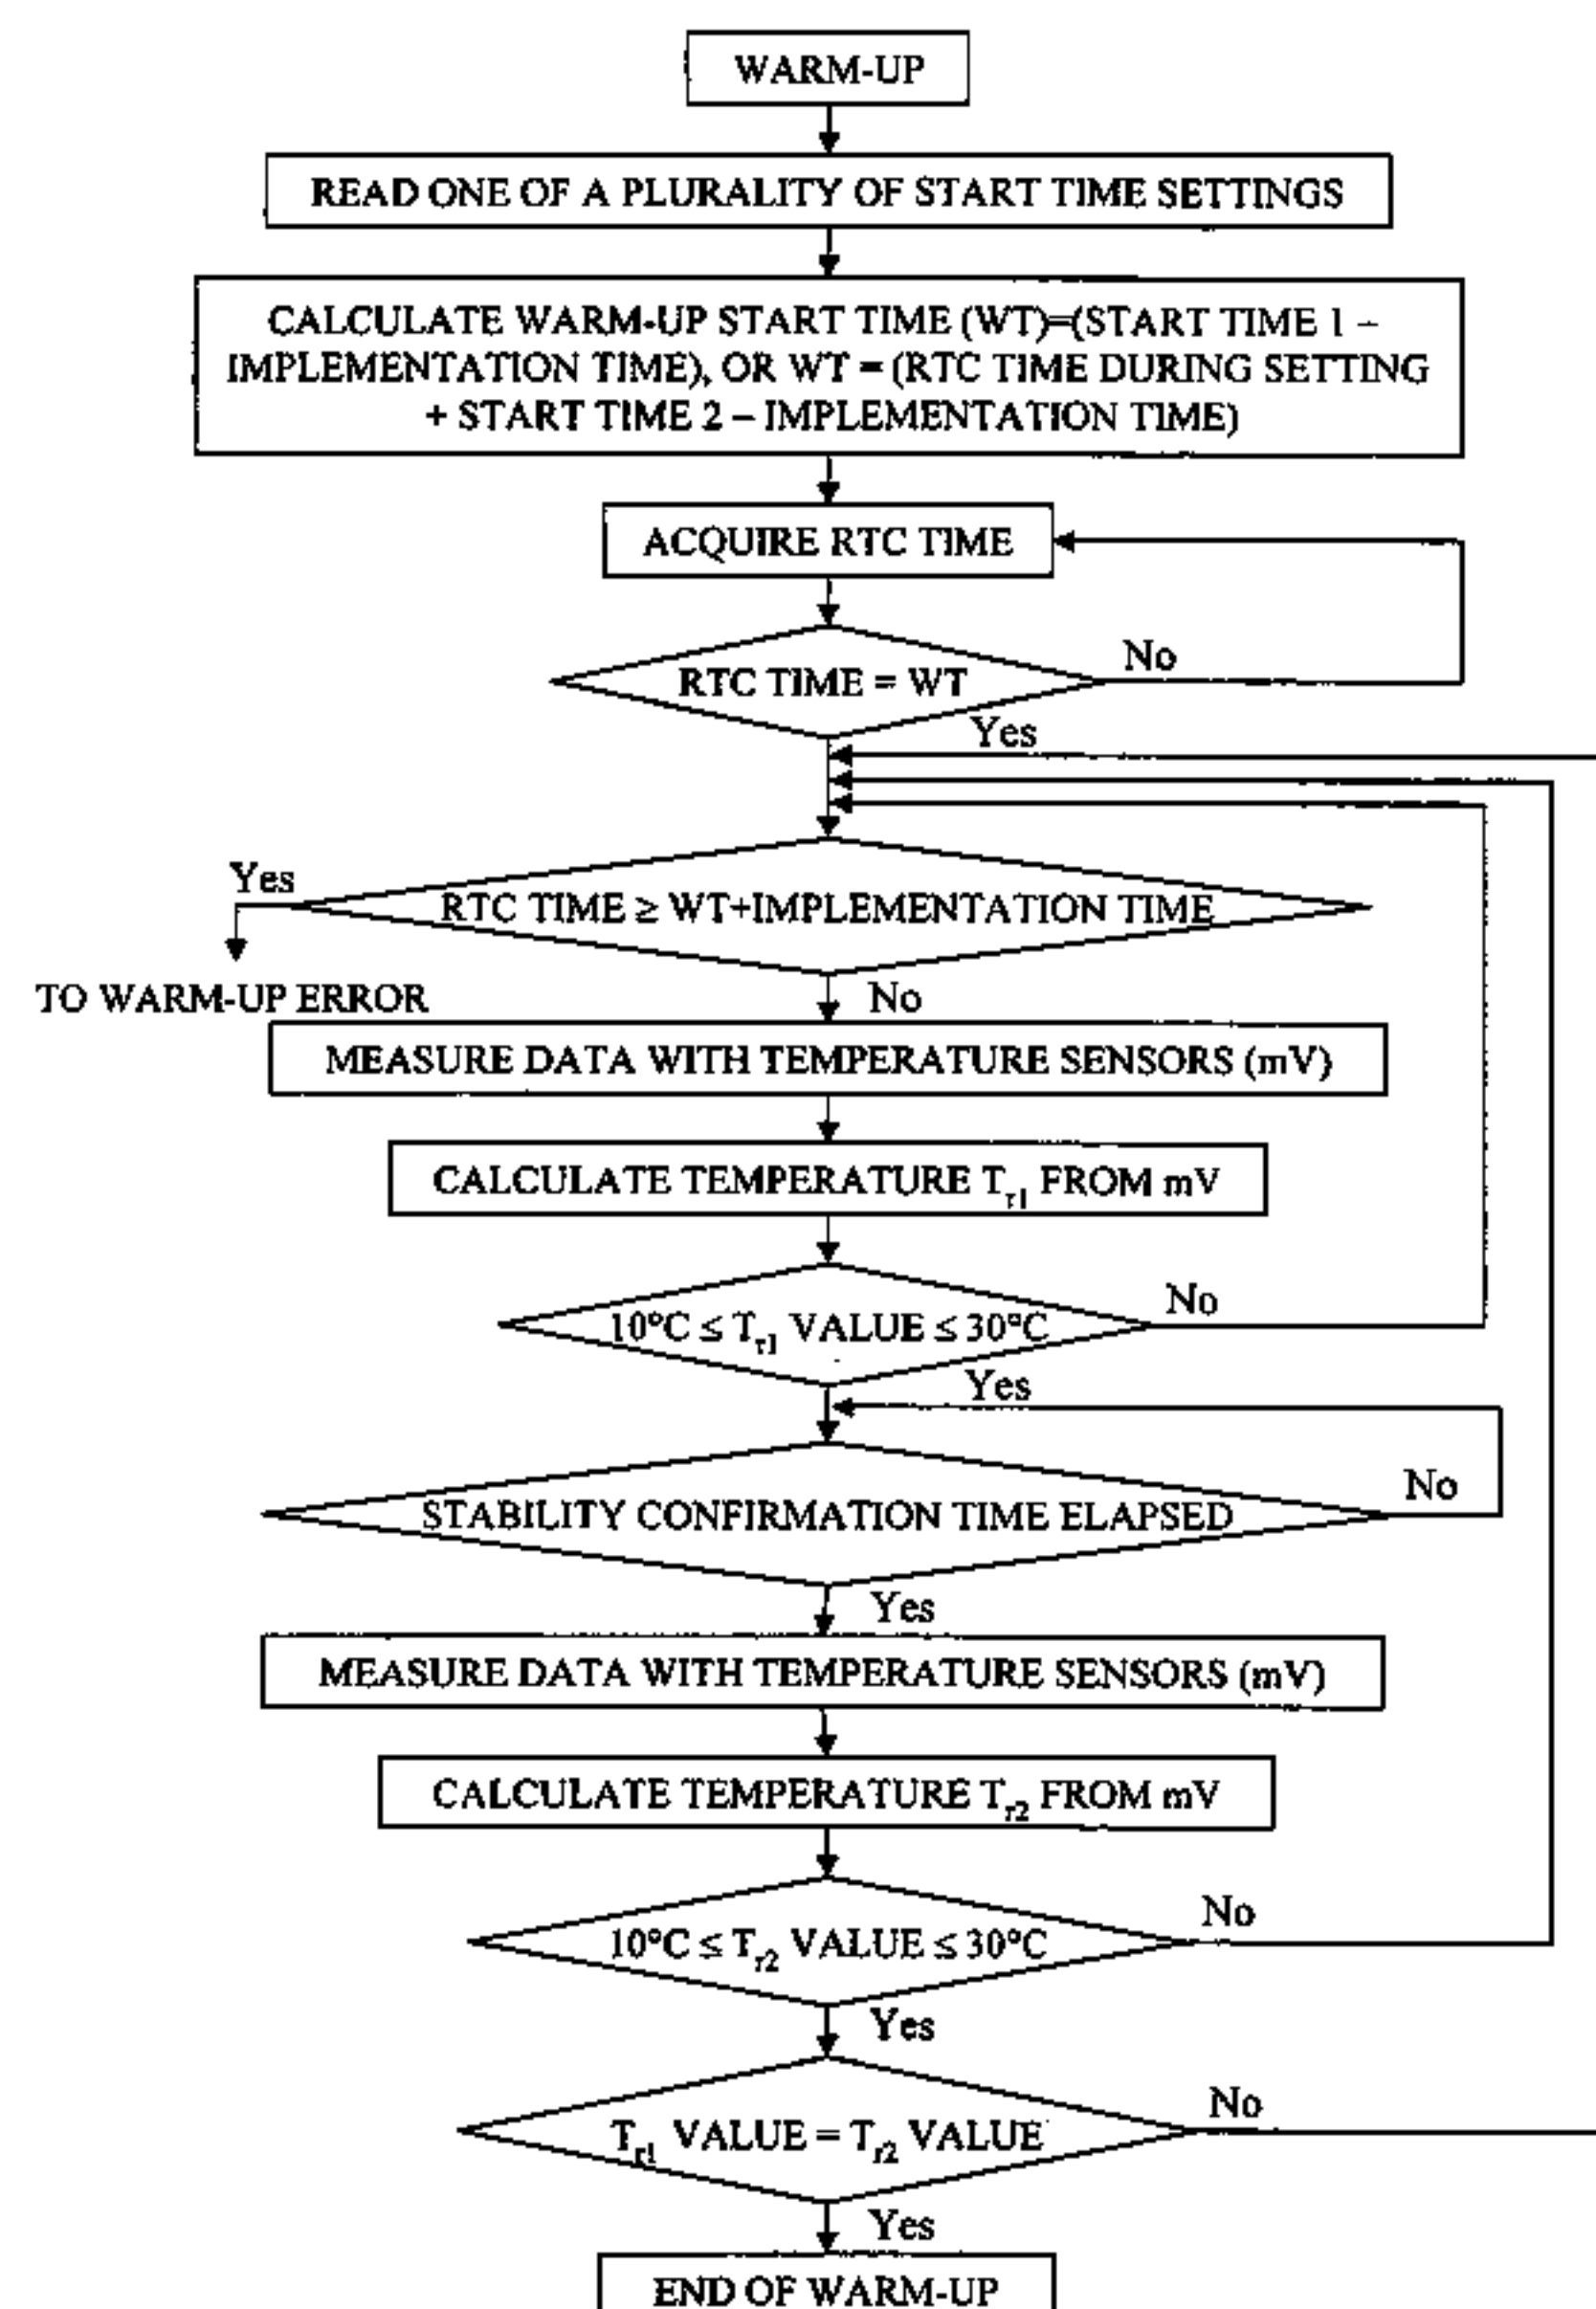 WARM-UP
READ ONE OF A PLURALITY OF START TIME SETTINGS
CALCULATE WARM-UP START TIME (WT)=(START TIME 1 –
IMPLEMENTATION TIME), OR WT = (RTC TIME DURING SETTING
+ START TIME 2 – IMPLEMENTATION TIME)
ACQUIRE RTC TIME
RTC TIME = WT
No
Yes
RTC TIME ≥ WT+IMPLEMENTATION TIME
Yes
TO WARM-UP ERROR
No
MEASURE DATA WITH TEMPERATURE SENSORS (mV)
CALCULATE TEMPERATURE Tr1 FROM mV
10°C ≤ Tr1 VALUE ≤ 30°C
No
Yes
STABILITY CONFIRMATION TIME ELAPSED
No
Yes
MEASURE DATA WITH TEMPERATURE SENSORS (mV)
CALCULATE TEMPERATURE Tr2 FROM mV
10°C ≤ Tr2 VALUE ≤ 30°C
No
Yes
Tr1 VALUE = Tr2 VALUE
No
Yes
END OF WARM-UP